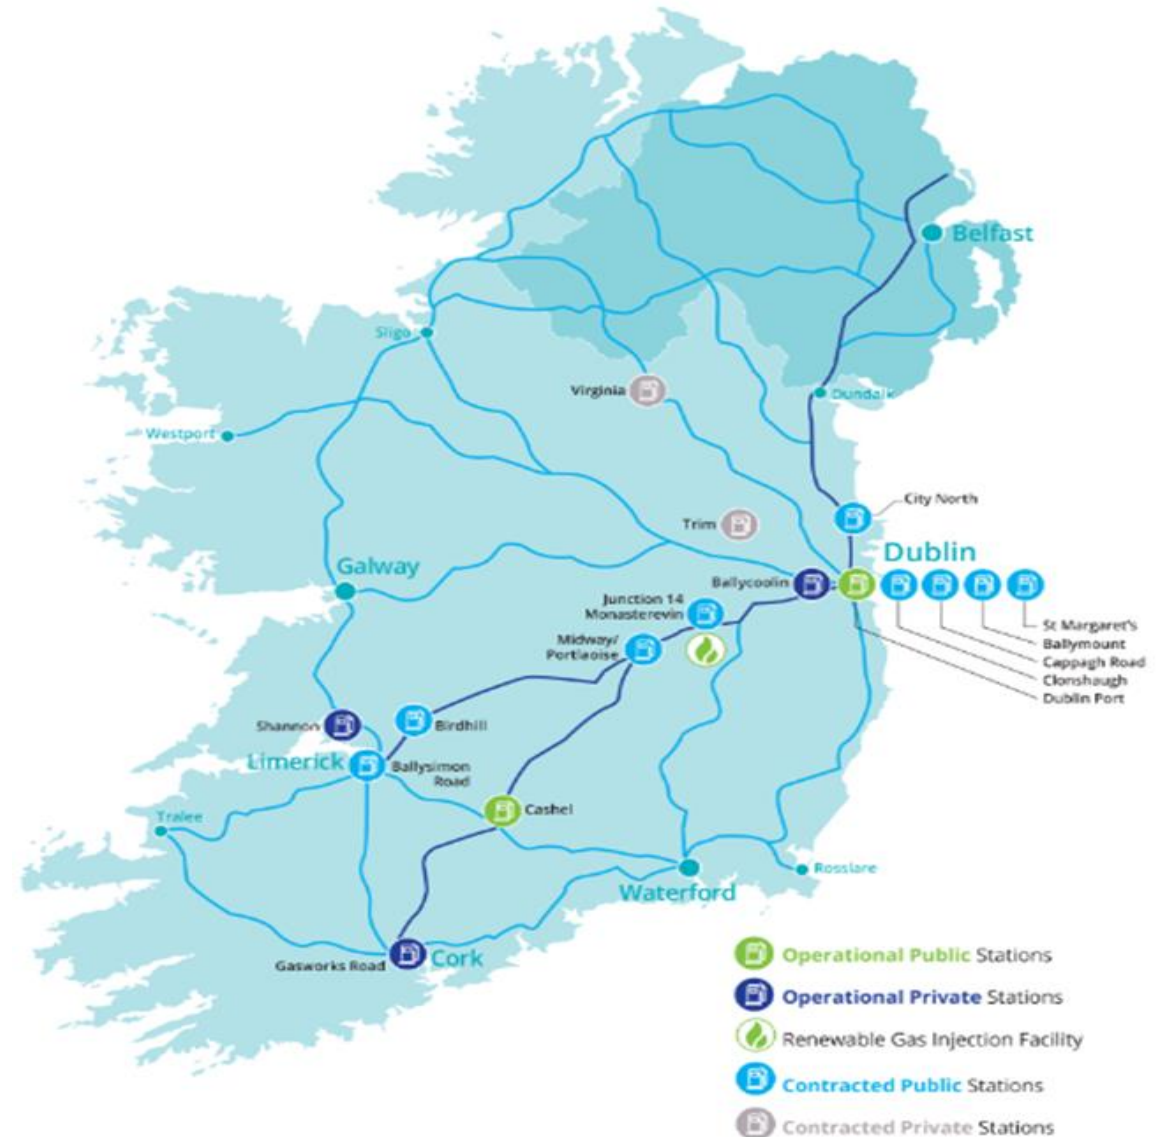 Belfast
Sligo
Virginia
Dundalk
Westport
City North
Trim
Dublin
Galway
Ballycoolin
Junction 14
Monasterevin
Midway/
Portlaoise
St Margaret's
Ballymount
Cappagh Road
Clonshaugh
Dublin Port
Shannon
Birdhill
Limerick
Ballysimon
Road
Cashel
Tralee
Rosslare
Waterford
Gasworks Road
Cork
Operational Public Stations
Operational Private Stations
Renewable Gas Injection Facility
Contracted Public Stations
Contracted Private Stations